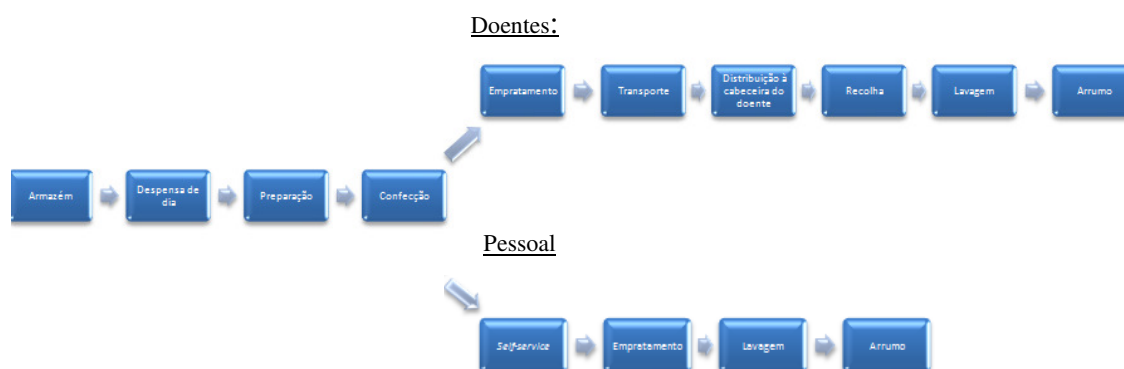 Doentes:
Empratamento
Transporte
Distribuição à
cabeceira do
doente
Recolha
Lavagem
Arrumo
Armazém
Despensa de
dia
Preparação
Confecção
Pessoal
Self-service
Empratamento
Lavagem
Arrumo